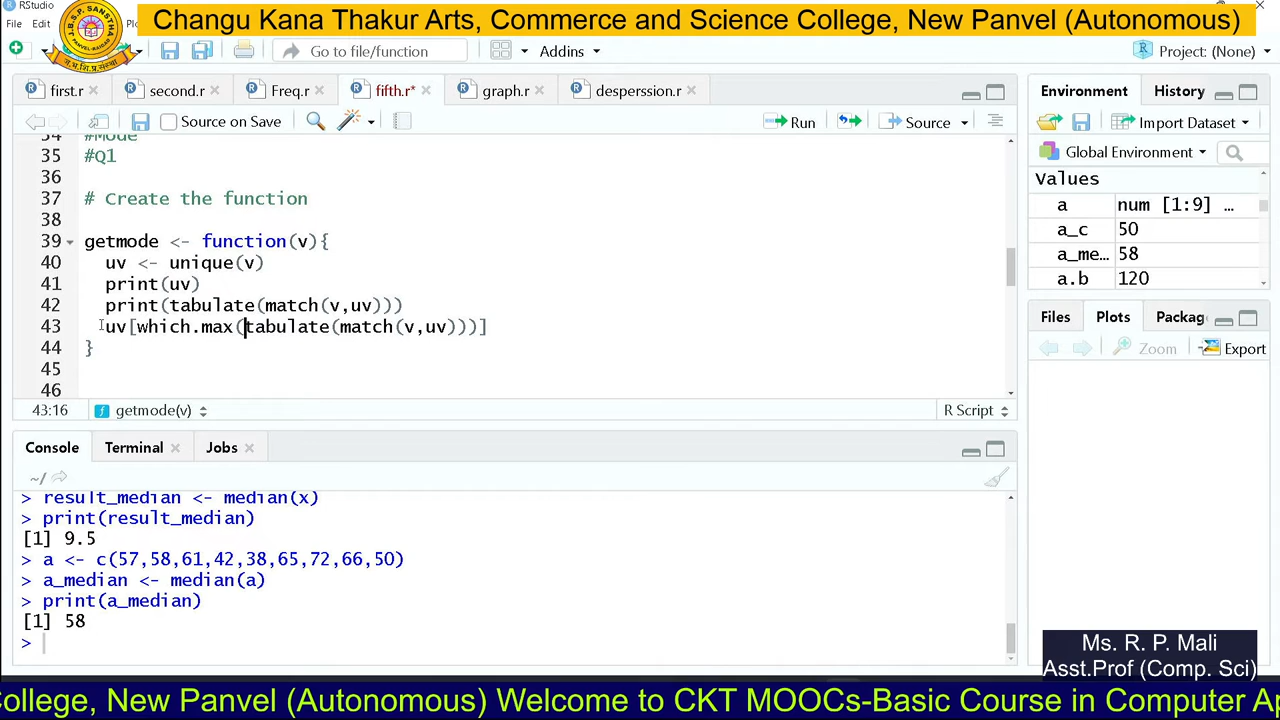 RStudio
Changu Kana Thakur Arts, Commerce and Science College, New Panvel (Autonomous)
File
Go to file/function
Addins
Project: (None)
first.r
second.r
Freq.r
fifth.r*
graph.r
desperssion.r
Environment
History
Source on Save
Run
Source
Import Dataset
Global Environment
34 #Mode
35 #Q1
36
37 # Create the function
38
39 getmode <- function(v){
40 uv <- unique(v)
41 print(uv)
42 print(tabulate(match(v,uv)))
43 uv[which.max(tabulate(match(v,uv)))]
44 }
45
46
43:16
getmode(v)
R Script
Values
a num [1:9] …
a_c 50
a_me… 58
a.b 120
Files
Plots
Packag
Zoom
Export
Console
Terminal
Jobs
~/
> result_median <- median(x)
> print(result_median)
[1] 9.5
> a <- c(57,58,61,42,38,65,72,66,50)
> a_median <- median(a)
> print(a_median)
[1] 58
>
Ms. R. P. Mali
Asst.Prof (Comp. Sci)
College, New Panvel (Autonomous) Welcome to CKT MOOCs-Basic Course in Computer Ap